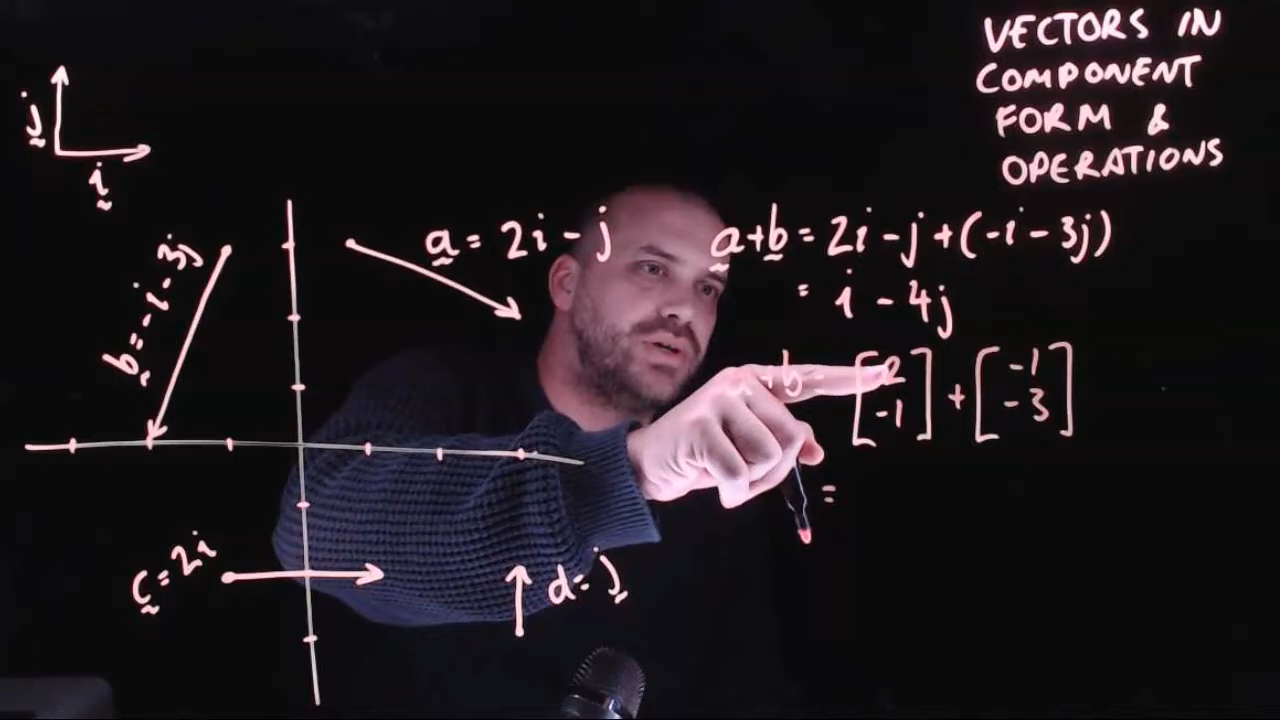 VECTORS IN
COMPONENT
FORM &
OPERATIONS
j
i
b = -i - 3j
a = 2i - j
a + b = 2i - j + (-i - 3j)
= i - 4j
+ b = [2 -1] + [-1 -3]
=
c = 2i
d = j